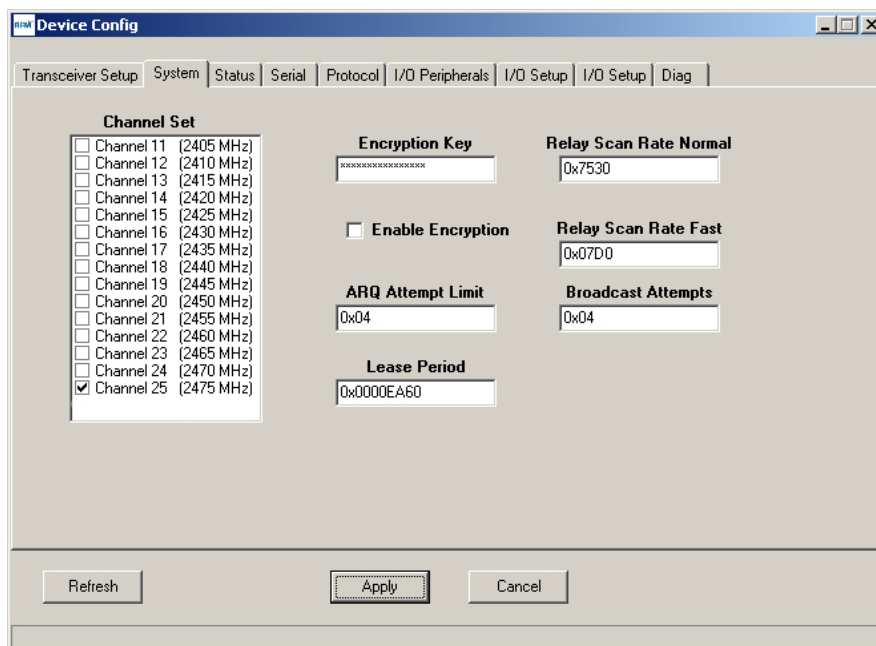 RFM Device Config
Transceiver Setup System Status Serial Protocol I/O Peripherals I/O Setup I/O Setup Diag
Channel Set
Channel 11 (2405 MHz)
Channel 12 (2410 MHz)
Channel 13 (2415 MHz)
Channel 14 (2420 MHz)
Channel 15 (2425 MHz)
Channel 16 (2430 MHz)
Channel 17 (2435 MHz)
Channel 18 (2440 MHz)
Channel 19 (2445 MHz)
Channel 20 (2450 MHz)
Channel 21 (2455 MHz)
Channel 22 (2460 MHz)
Channel 23 (2465 MHz)
Channel 24 (2470 MHz)
Channel 25 (2475 MHz)
Encryption Key
****************
Relay Scan Rate Normal
0x7530
Enable Encryption
Relay Scan Rate Fast
0x07D0
ARQ Attempt Limit
0x04
Broadcast Attempts
0x04
Lease Period
0x0000EA60
Refresh Apply Cancel